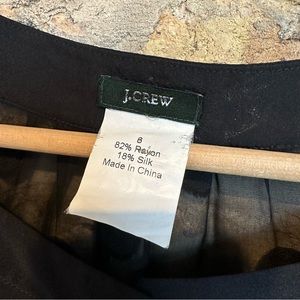 J.CREW
8
82% Rayon
18% Silk
Made In China